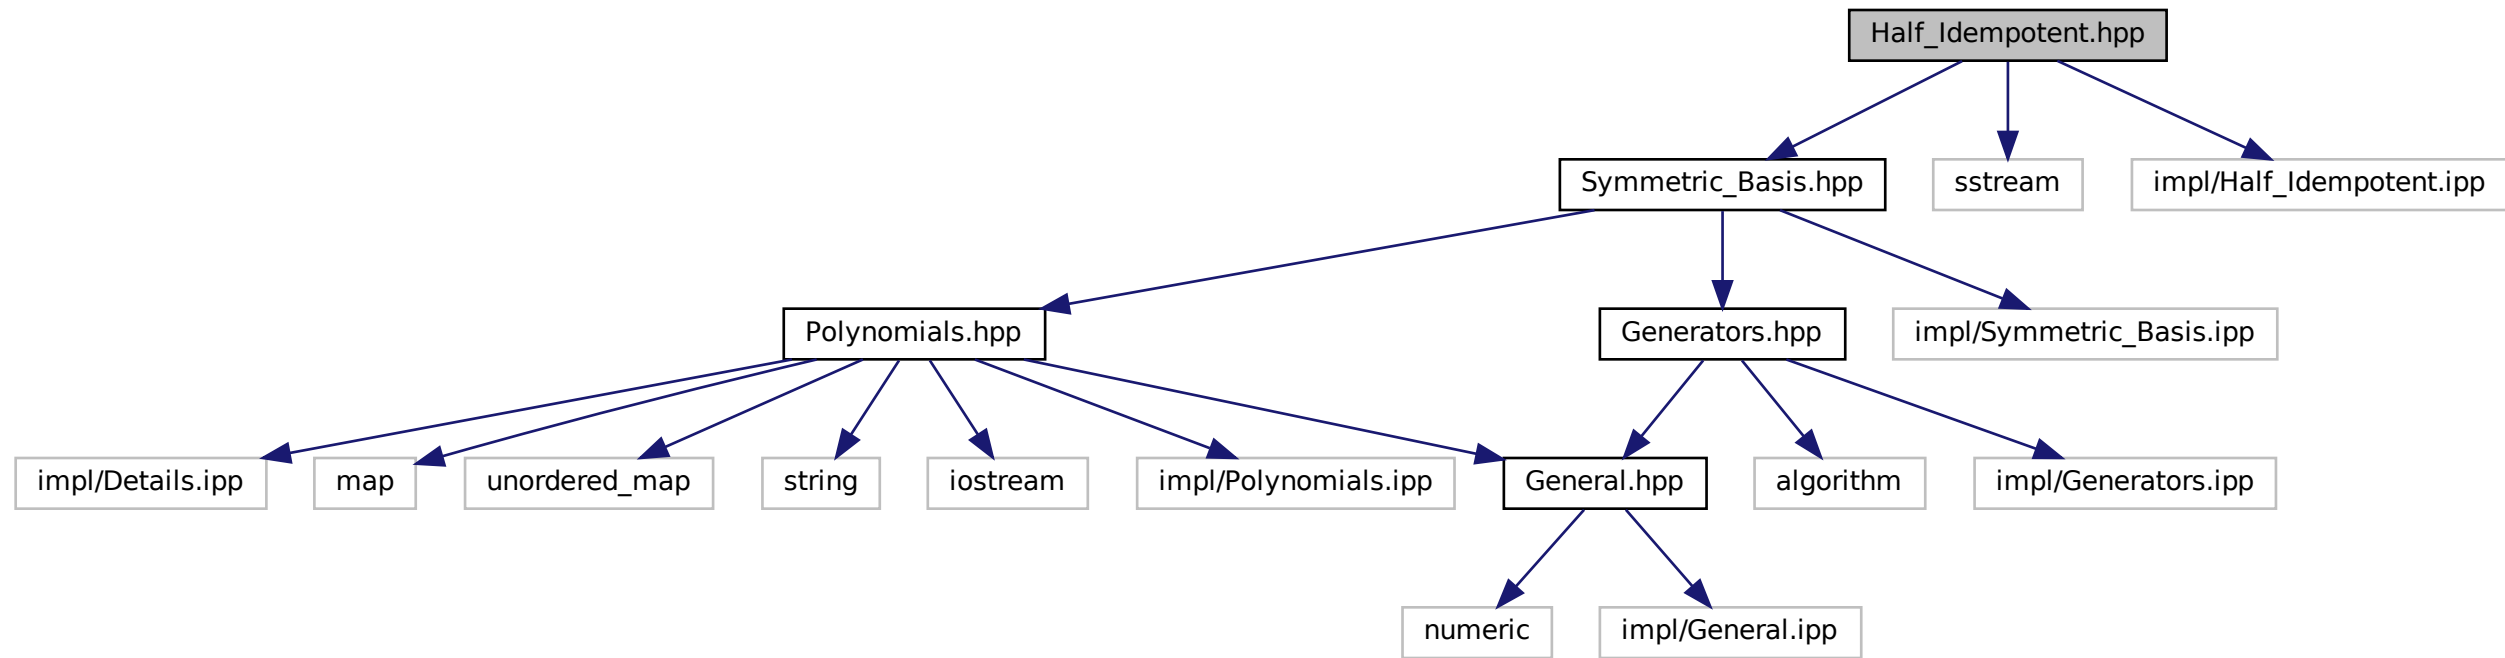 Half_Idempotent.hpp
Symmetric_Basis.hpp
sstream
impl/Half_Idempotent.ipp
Polynomials.hpp
Generators.hpp
impl/Symmetric_Basis.ipp
impl/Details.ipp
map
unordered_map
string
iostream
impl/Polynomials.ipp
General.hpp
algorithm
impl/Generators.ipp
numeric
impl/General.ipp